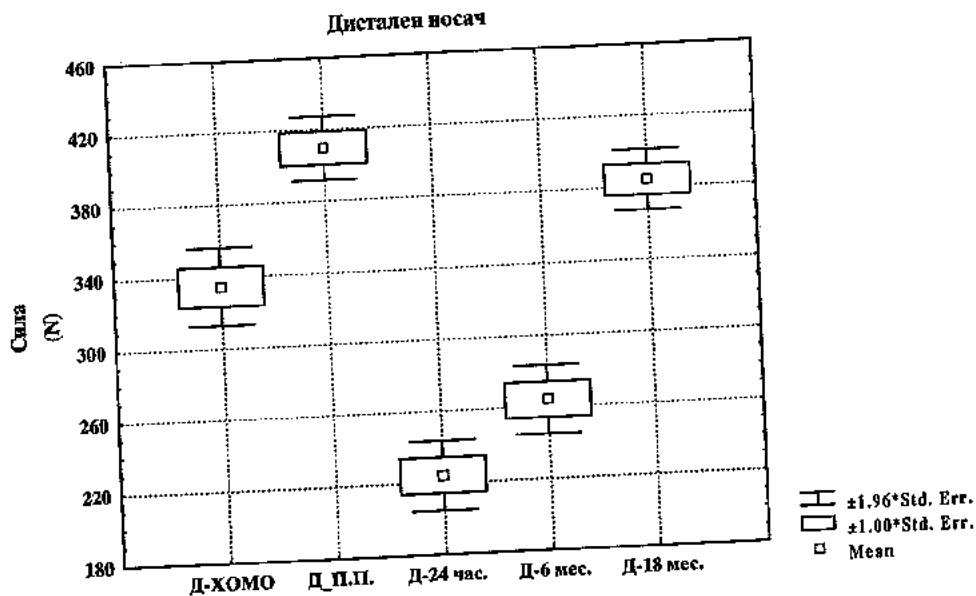 Дистален носач
460
420
380
340
300
260
220
180
Сила
(N)
Д-ХОМО Д_П.П. Д-24 час. Д-6 мес. Д-18 мес.
±1.96*Std. Err.
±1.00*Std. Err.
Mean